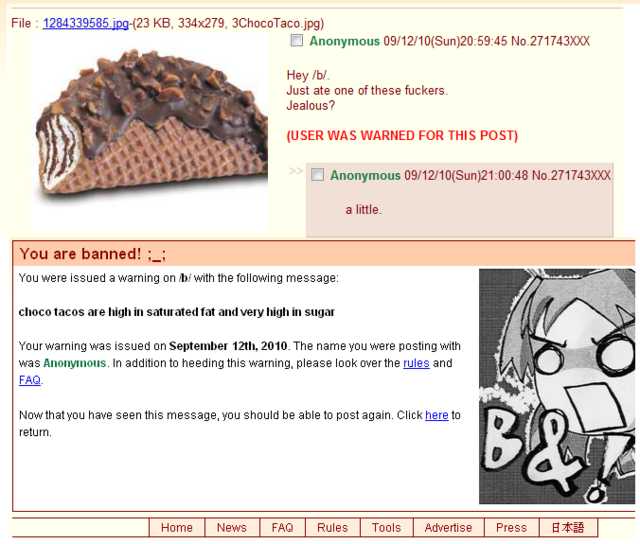 File : 1284339585.jpg-(23 KB, 334x279, 3ChocoTaco.jpg)
Anonymous 09/12/10(Sun)20:59:45 No.271743XXX
Hey /b/.
Just ate one of these fuckers.
Jealous?
(USER WAS WARNED FOR THIS POST)
>> Anonymous 09/12/10(Sun)21:00:48 No.271743XXX
a little.
You are banned! ;_;
You were issued a warning on /b/ with the following message:
choco tacos are high in saturated fat and very high in sugar
Your warning was issued on September 12th, 2010. The name you were posting with
was Anonymous. In addition to heeding this warning, please look over the rules and
FAQ.
Now that you have seen this message, you should be able to post again. Click here to
return.
B&
Home News FAQ Rules Tools Advertise Press 日本語